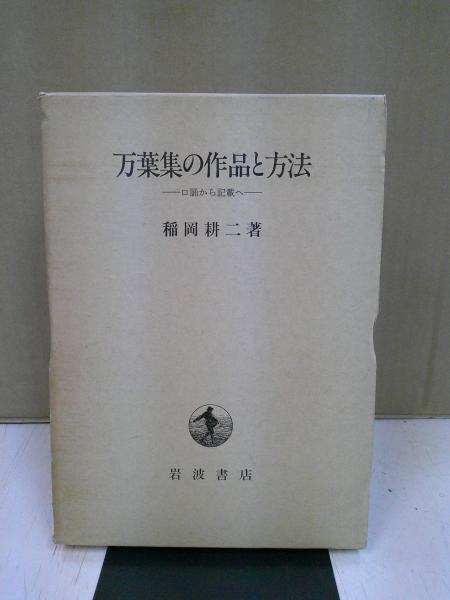 万葉集の作品と方法
――口誦から記載へ――
稲岡耕二著
岩波書店